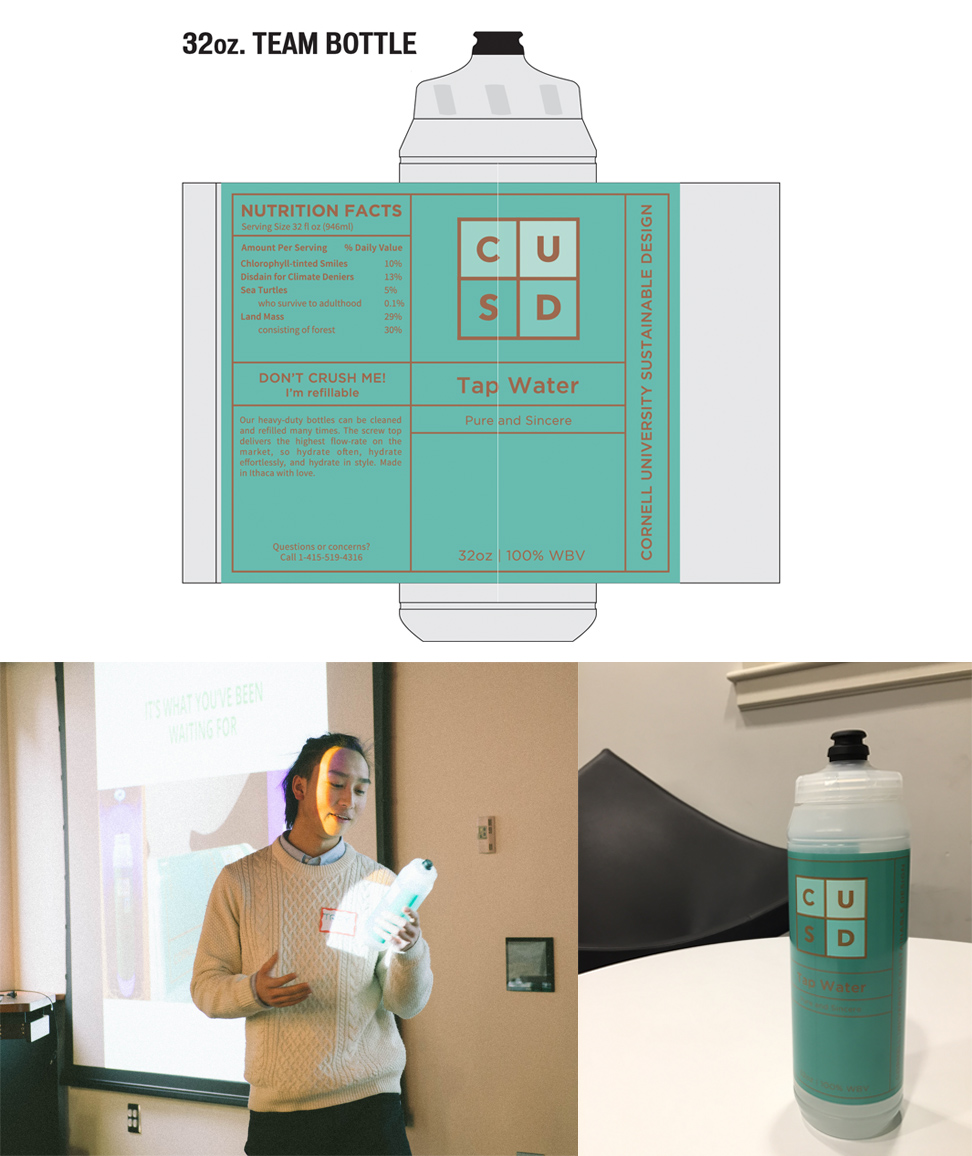 32oz. TEAM BOTTLE
NUTRITION FACTS
Serving Size 32 fl oz (946ml)
Amount Per Serving % Daily Value
Chlorophyll-tinted Smiles 10%
Disdain for Climate Deniers 13%
Sea Turtles 5%
who survive to adulthood 0.1%
Land Mass 29%
consisting of forest 30%
DON'T CRUSH ME!
I'm refillable
Our heavy-duty bottles can be cleaned
and refilled many times. The screw top
delivers the highest flow-rate on the
market, so hydrate often, hydrate
effortlessly, and hydrate in style. Made
in Ithaca with love.
Questions or concerns?
Call 1-415-519-4316
C U
S D
Tap Water
Pure and Sincere
32oz | 100% WBV
CORNELL UNIVERSITY SUSTAINABLE DESIGN
IT'S WHAT YOU'VE BEEN
WAITING FOR
C U
S D
Tap Water
and Sincere
| 100% WBV